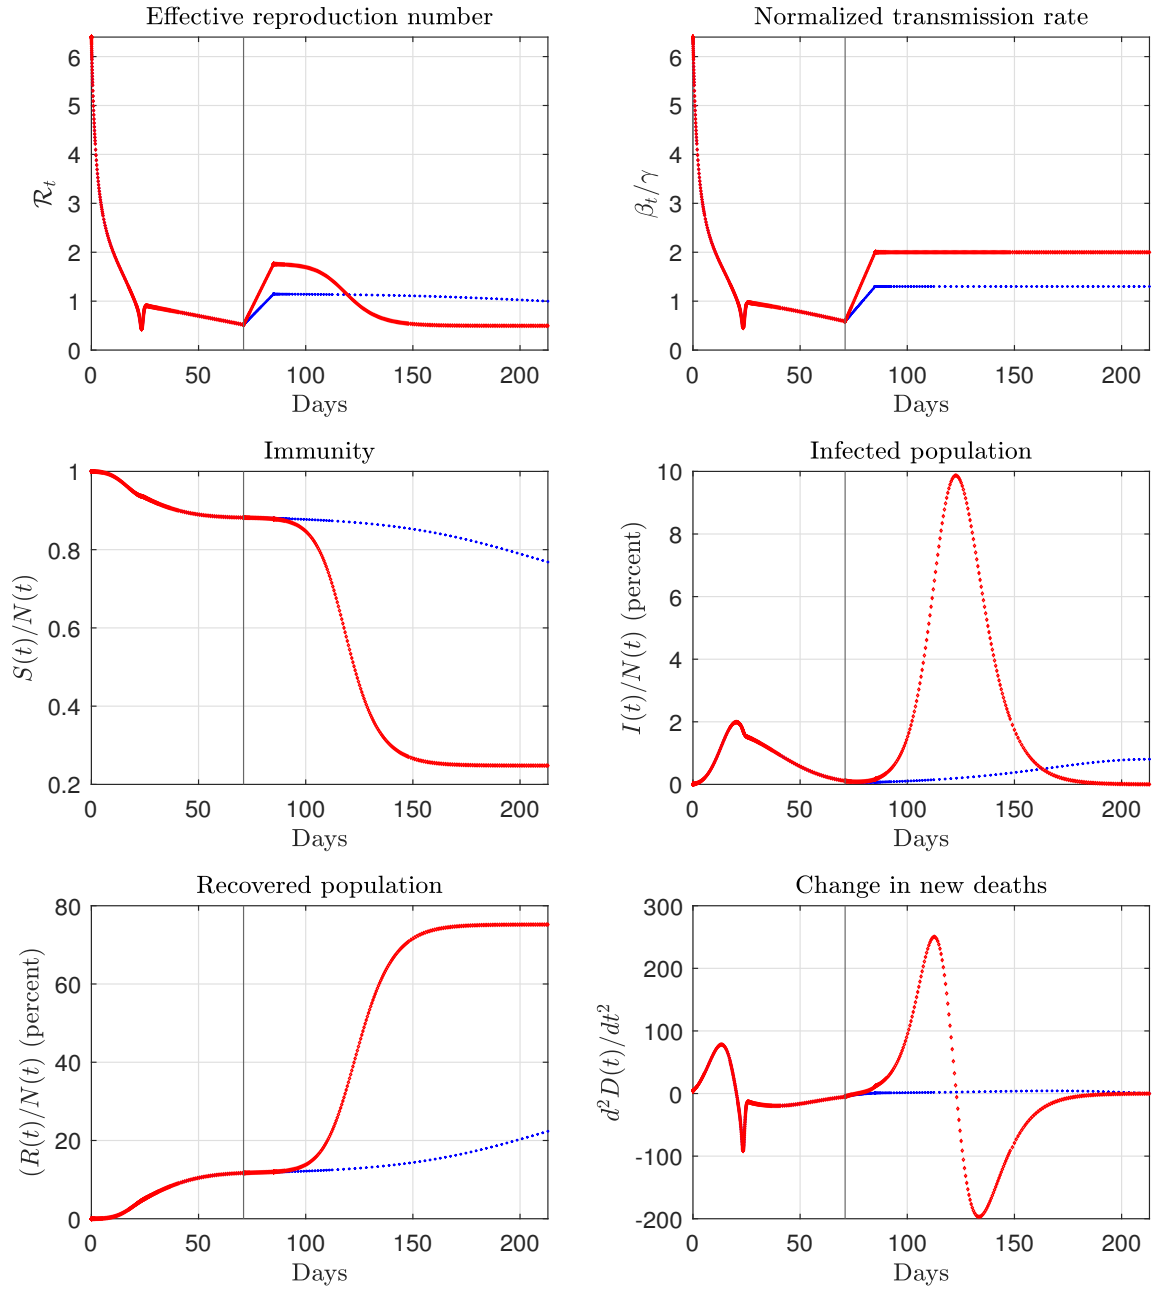 Effective reproduction number
6
5
4
3
2
1
0
ℛₜ
0 50 100 150 200
Days
Normalized transmission rate
6
5
4
3
2
1
0
βₜ/γ
0 50 100 150 200
Days
Immunity
1
0.8
0.6
0.4
0.2
S(t)/N(t)
0 50 100 150 200
Days
Infected population
10
8
6
4
2
0
I(t)/N(t) (percent)
0 50 100 150 200
Days
Recovered population
80
60
40
20
0
(R(t)/N(t) (percent)
0 50 100 150 200
Days
Change in new deaths
300
200
100
0
-100
-200
d²D(t)/dt²
0 50 100 150 200
Days